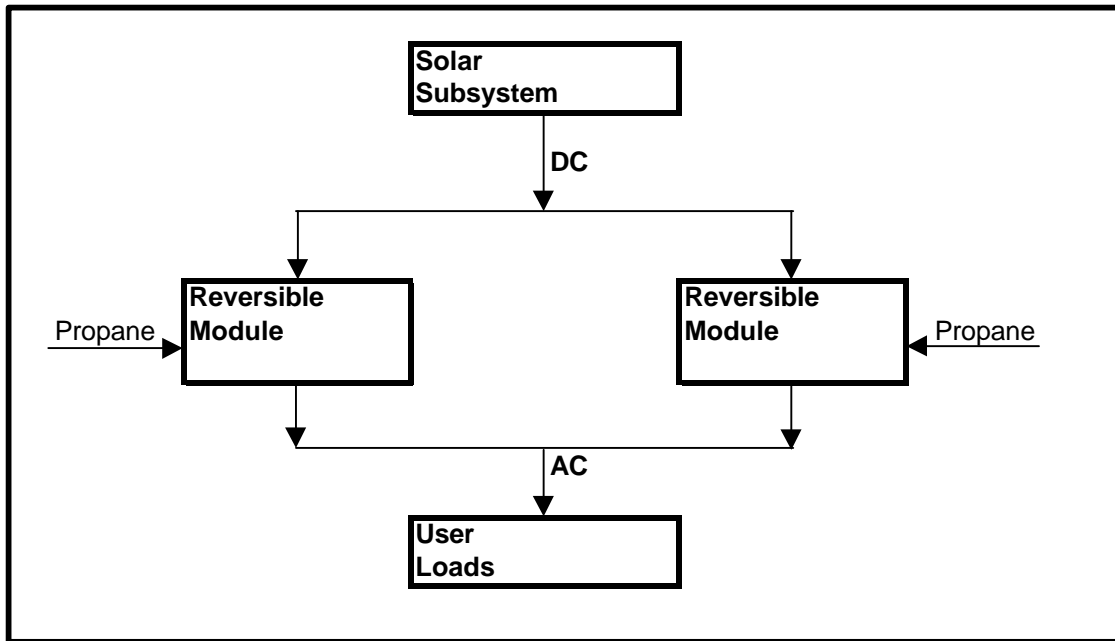 Solar
Subsystem
DC
Reversible
Module
Reversible
Module
Propane
Propane
AC
User
Loads